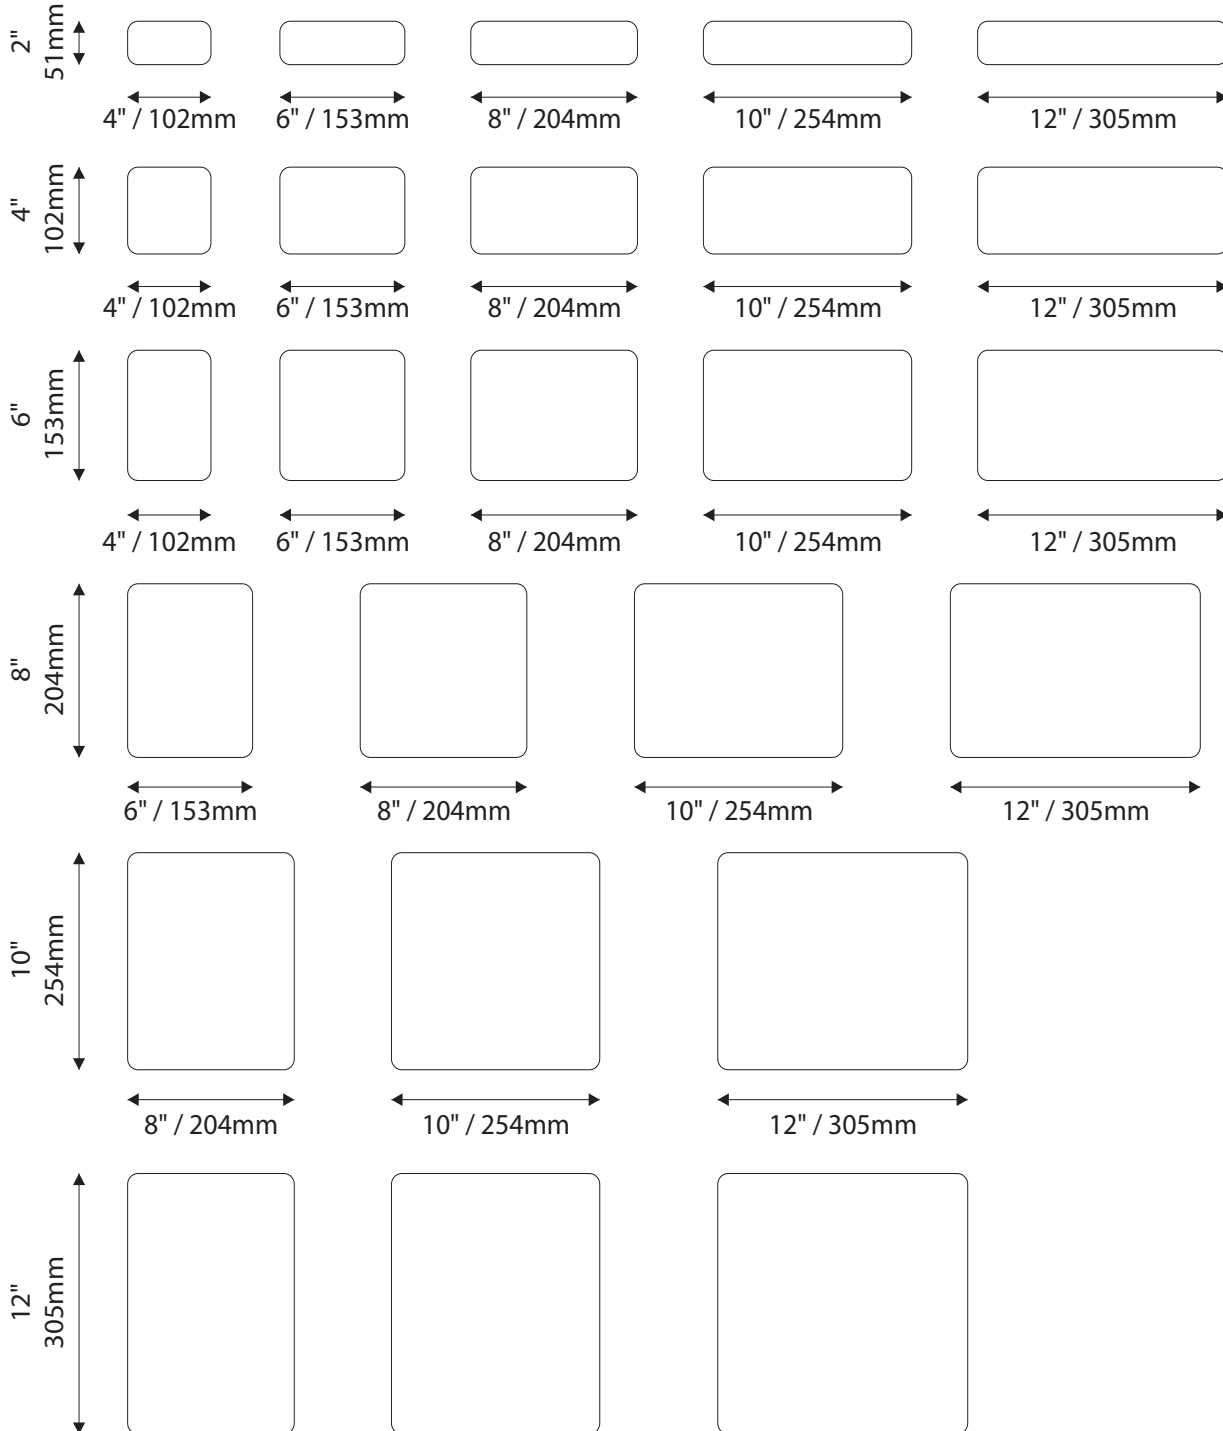 2"
51mm
4" / 102mm 6" / 153mm 8" / 204mm 10" / 254mm 12" / 305mm
4"
102mm
4" / 102mm 6" / 153mm 8" / 204mm 10" / 254mm 12" / 305mm
6"
153mm
4" / 102mm 6" / 153mm 8" / 204mm 10" / 254mm 12" / 305mm
8"
204mm
6" / 153mm 8" / 204mm 10" / 254mm 12" / 305mm
10"
254mm
8" / 204mm 10" / 254mm 12" / 305mm
12"
305mm